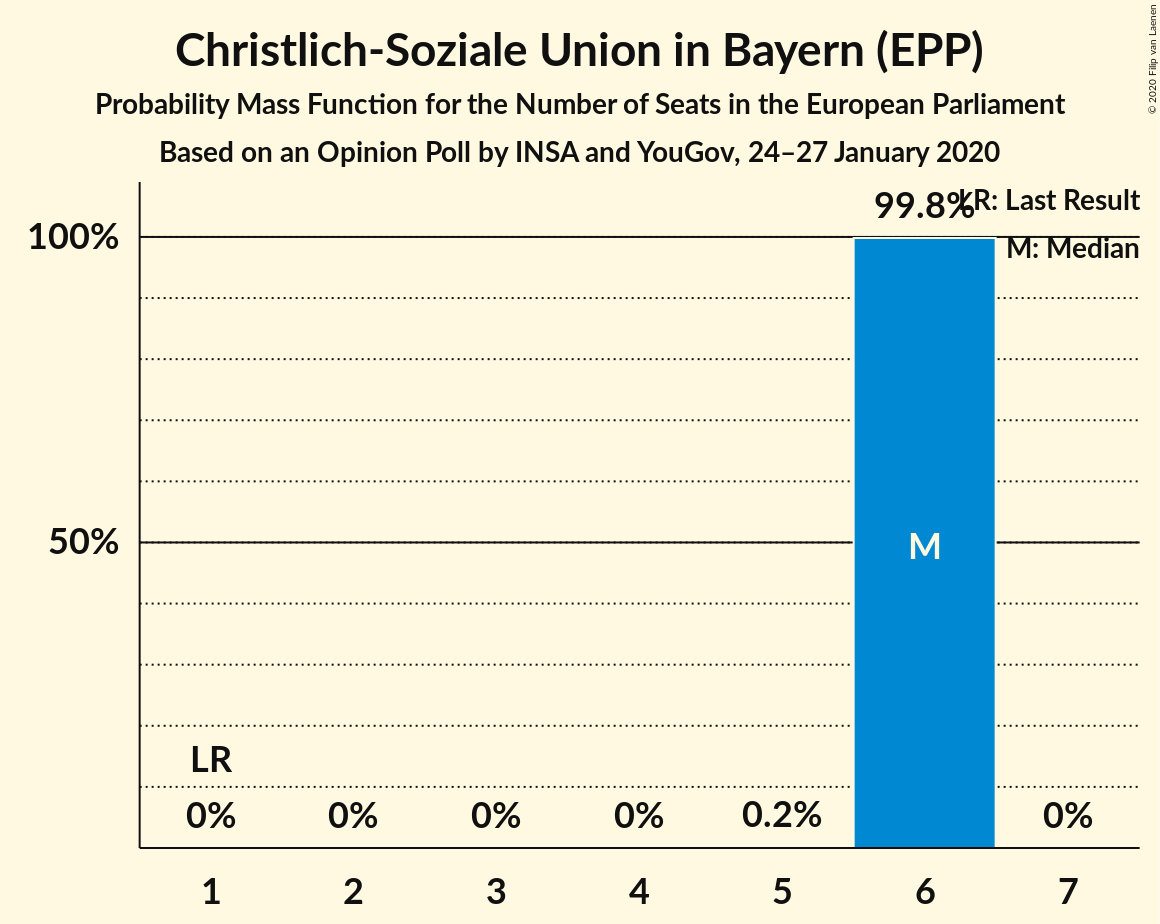 Christlich-Soziale Union in Bayern (EPP)
Probability Mass Function for the Number of Seats in the European Parliament
Based on an Opinion Poll by INSA and YouGov, 24–27 January 2020
© 2020 Filip van Laenen
99.8%
LR: Last Result
M: Median
100%
50%
M
LR
0% 0% 0% 0% 0.2% 0%
1 2 3 4 5 6 7